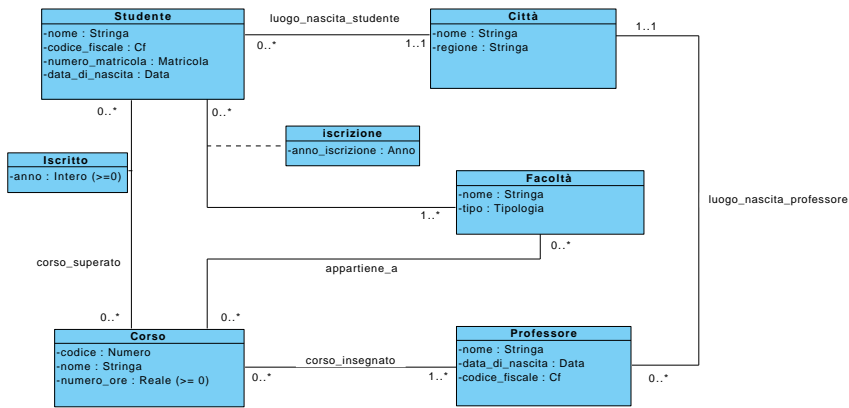 Studente
-nome : Stringa
-codice_fiscale : Cf
-numero_matricola : Matricola
-data_di_nascita : Data
luogo_nascita_studente
0..*
1..1
Città
-nome : Stringa
-regione : Stringa
1..1
0..*
0..*
iscrizione
-anno_iscrizione : Anno
Iscritto
-anno : Intero (>=0)
Facoltà
-nome : Stringa
-tipo : Tipologia
1..*
luogo_nascita_professore
0..*
corso_superato
appartiene_a
0..*
0..*
Corso
-codice : Numero
-nome : Stringa
-numero_ore : Reale (>= 0)
corso_insegnato
0..*
1..*
Professore
-nome : Stringa
-data_di_nascita : Data
-codice_fiscale : Cf
0..*